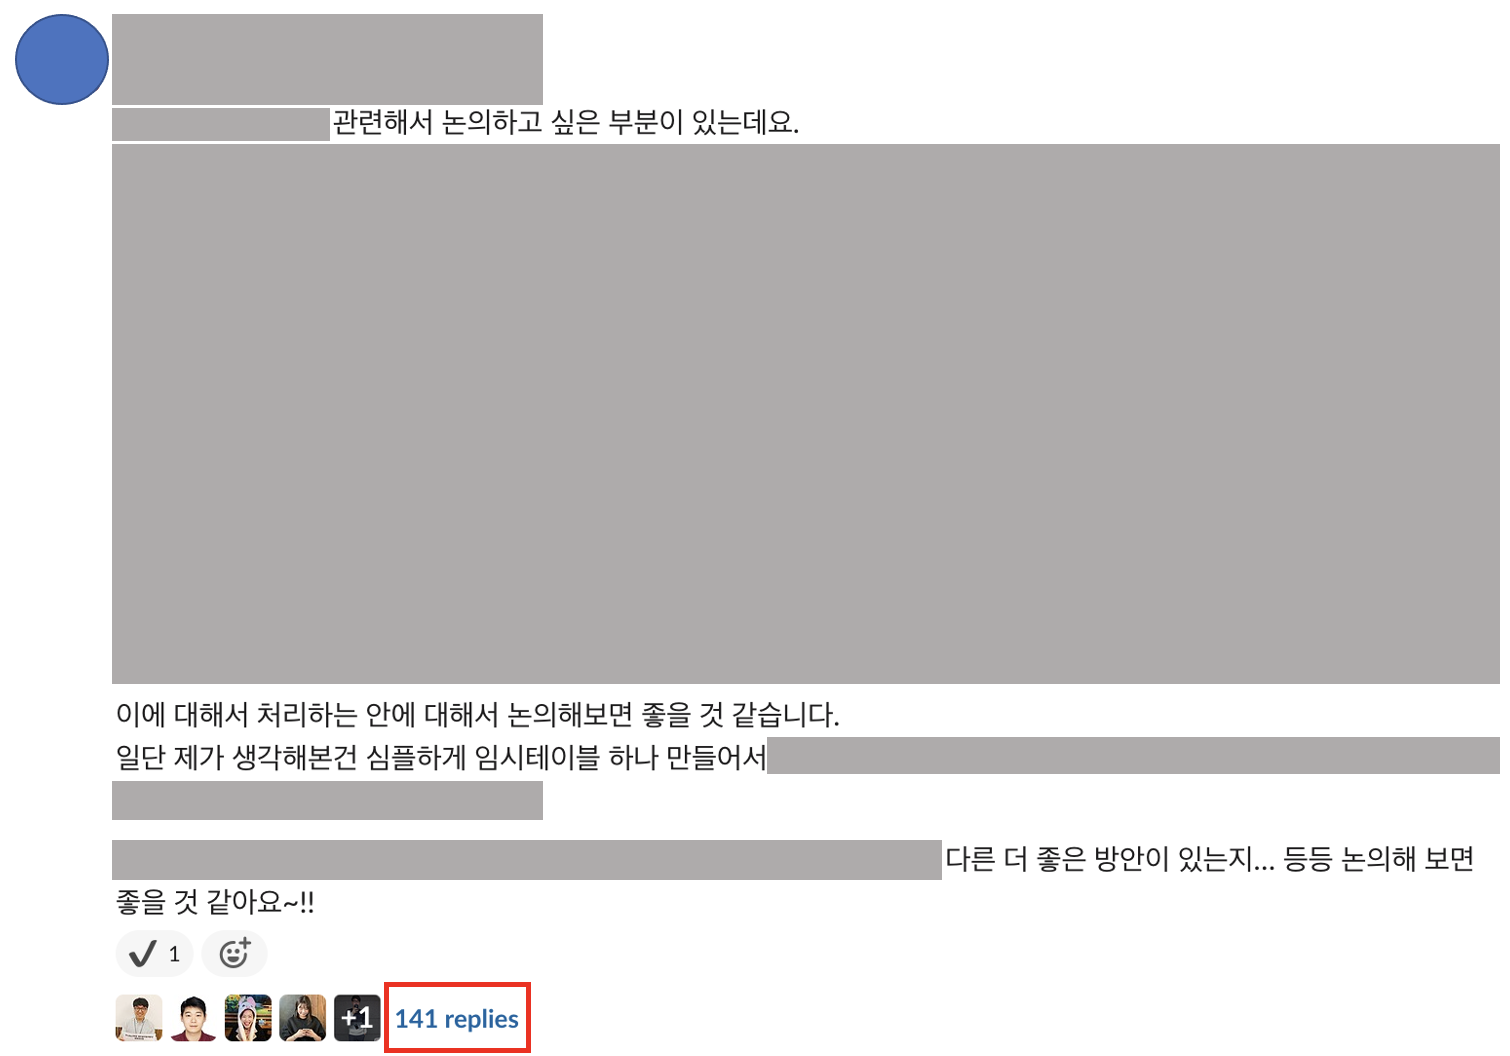 관련해서 논의하고 싶은 부분이 있는데요.
이에 대해서 처리하는 안에 대해서 논의해보면 좋을 것 같습니다.
일단 제가 생각해본건 심플하게 임시테이블 하나 만들어서
다른 더 좋은 방안이 있는지... 등등 논의해 보면
좋을 것 같아요~!!
1
+1 141 replies